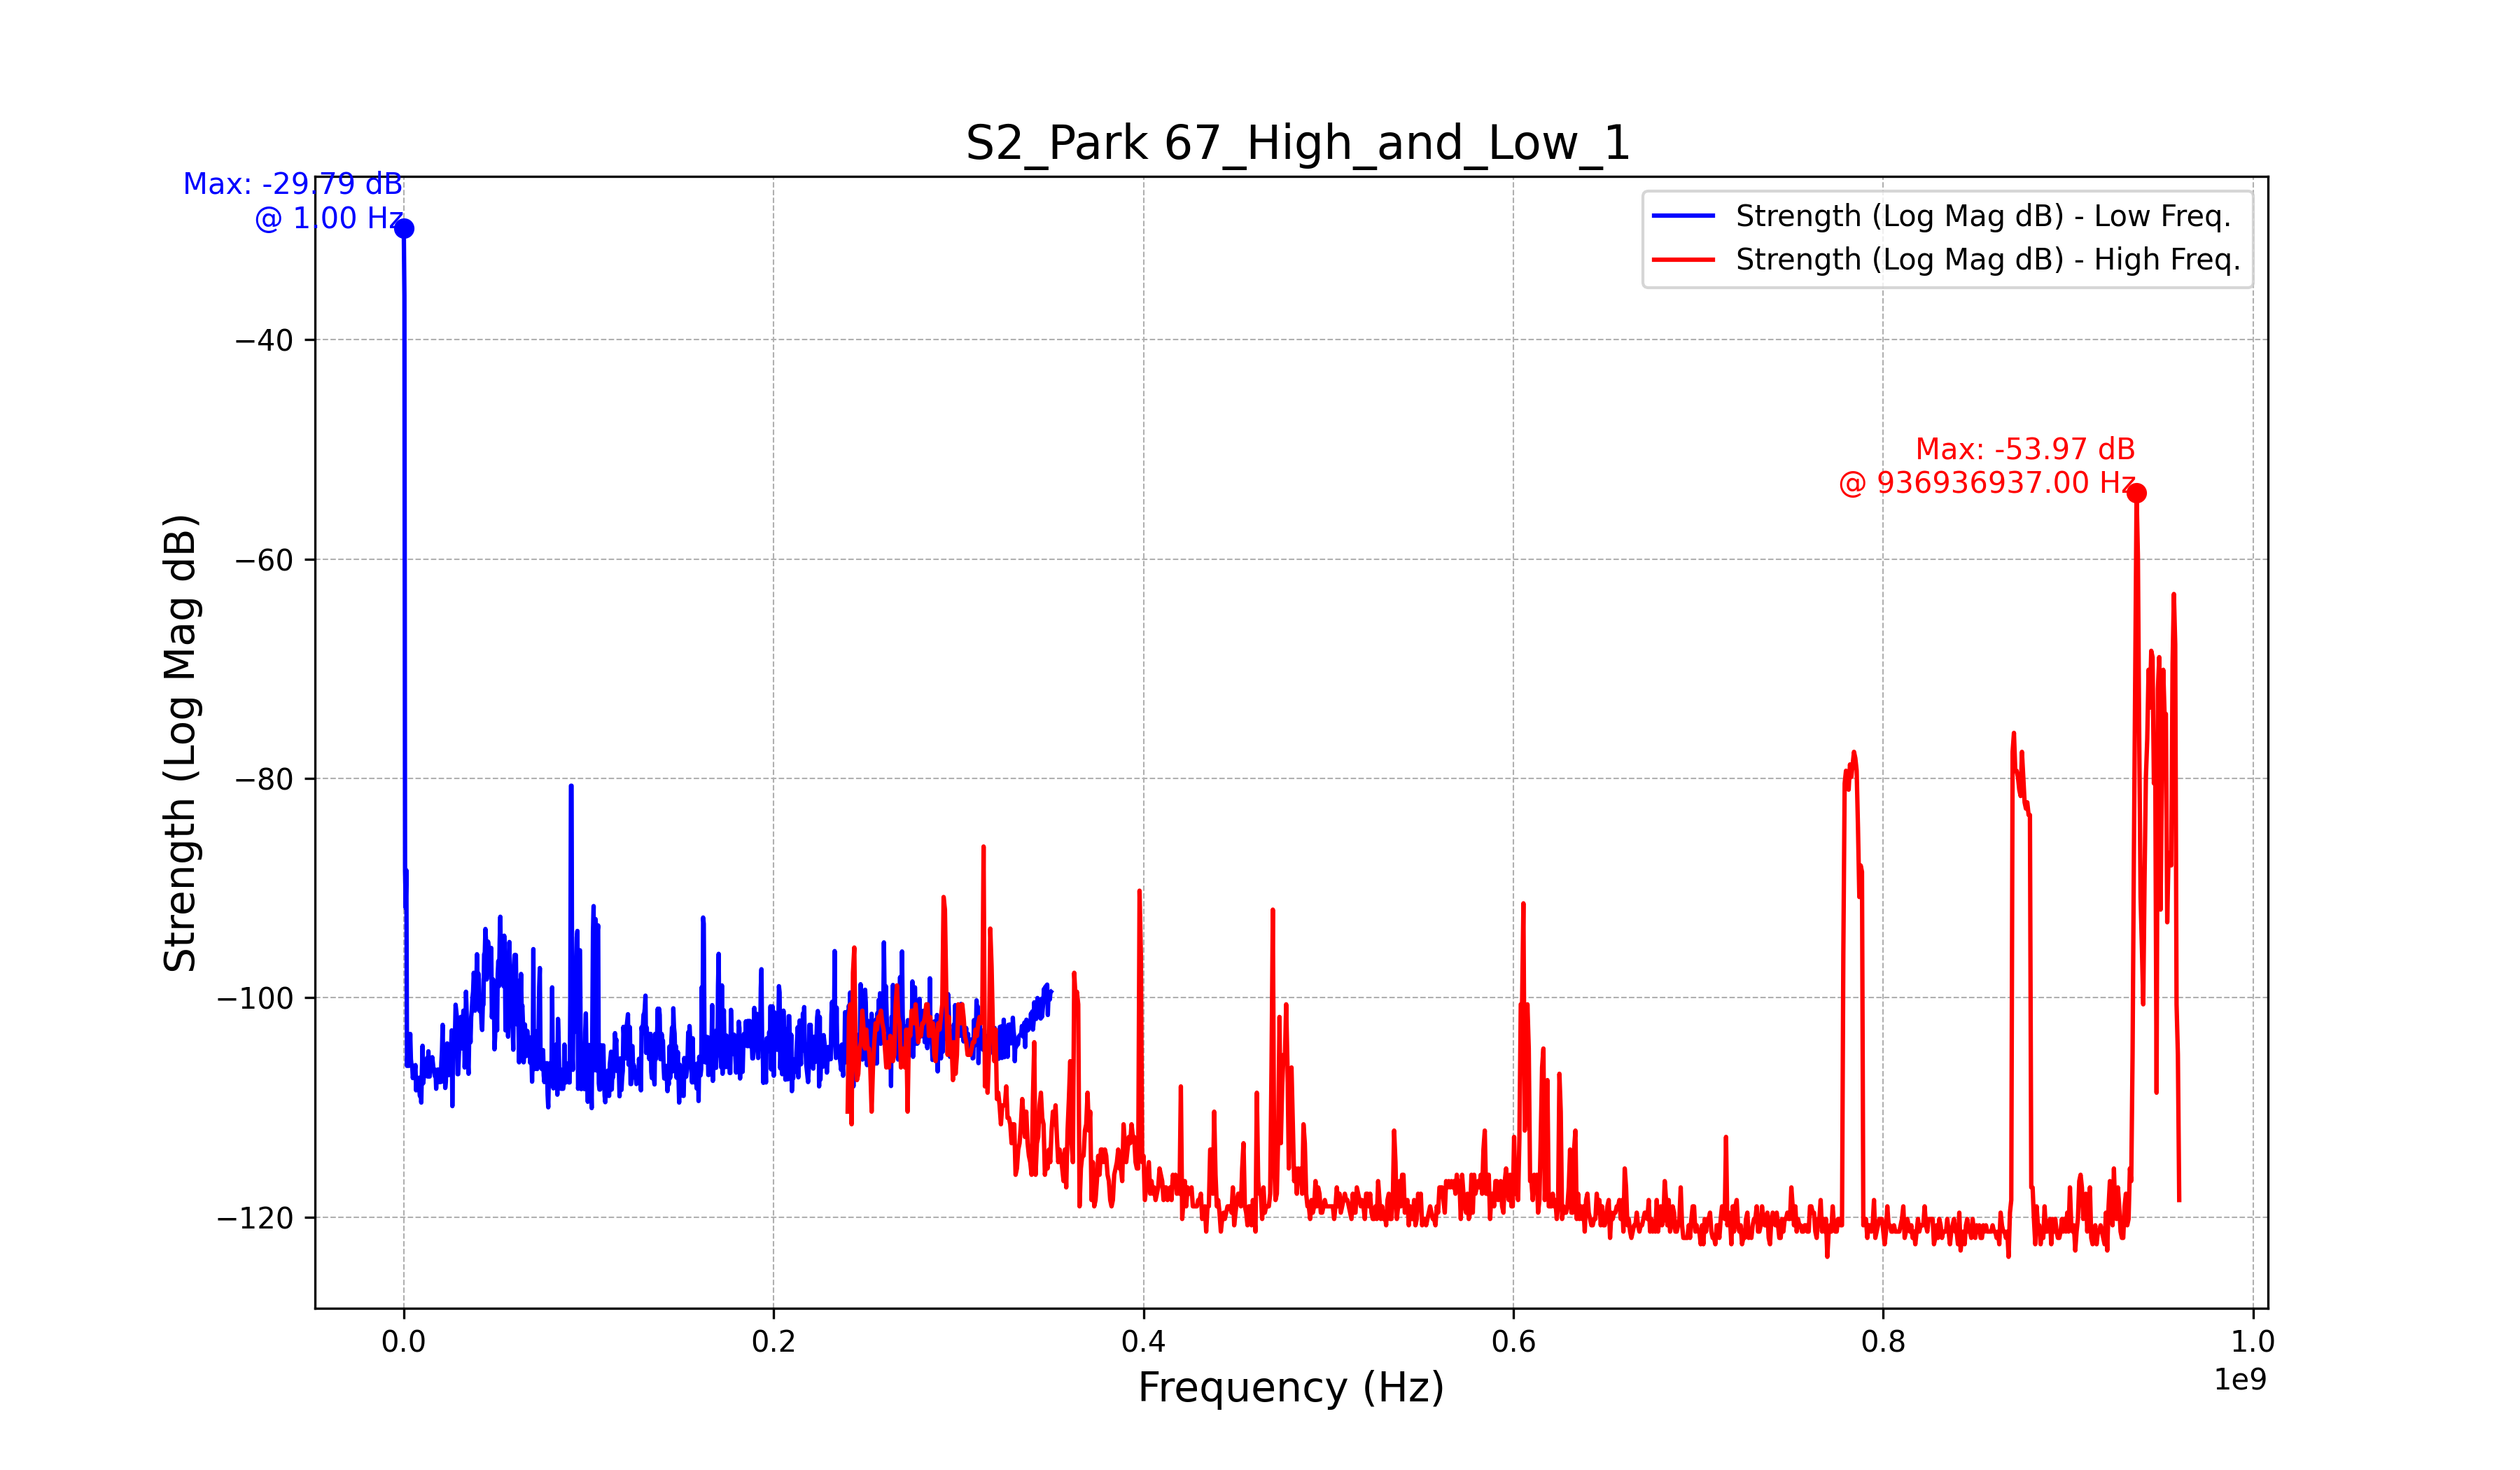 S2_Park 67_High_and_Low_1
Max: -29.79 dB
@ 1.00 Hz
Strength (Log Mag dB) - Low Freq.
Strength (Log Mag dB) - High Freq.
Max: -53.97 dB
@ 936936937.00 Hz
Strength (Log Mag dB)
−40
−60
−80
−100
−120
0.0 0.2 0.4 0.6 0.8 1.0
1e9
Frequency (Hz)